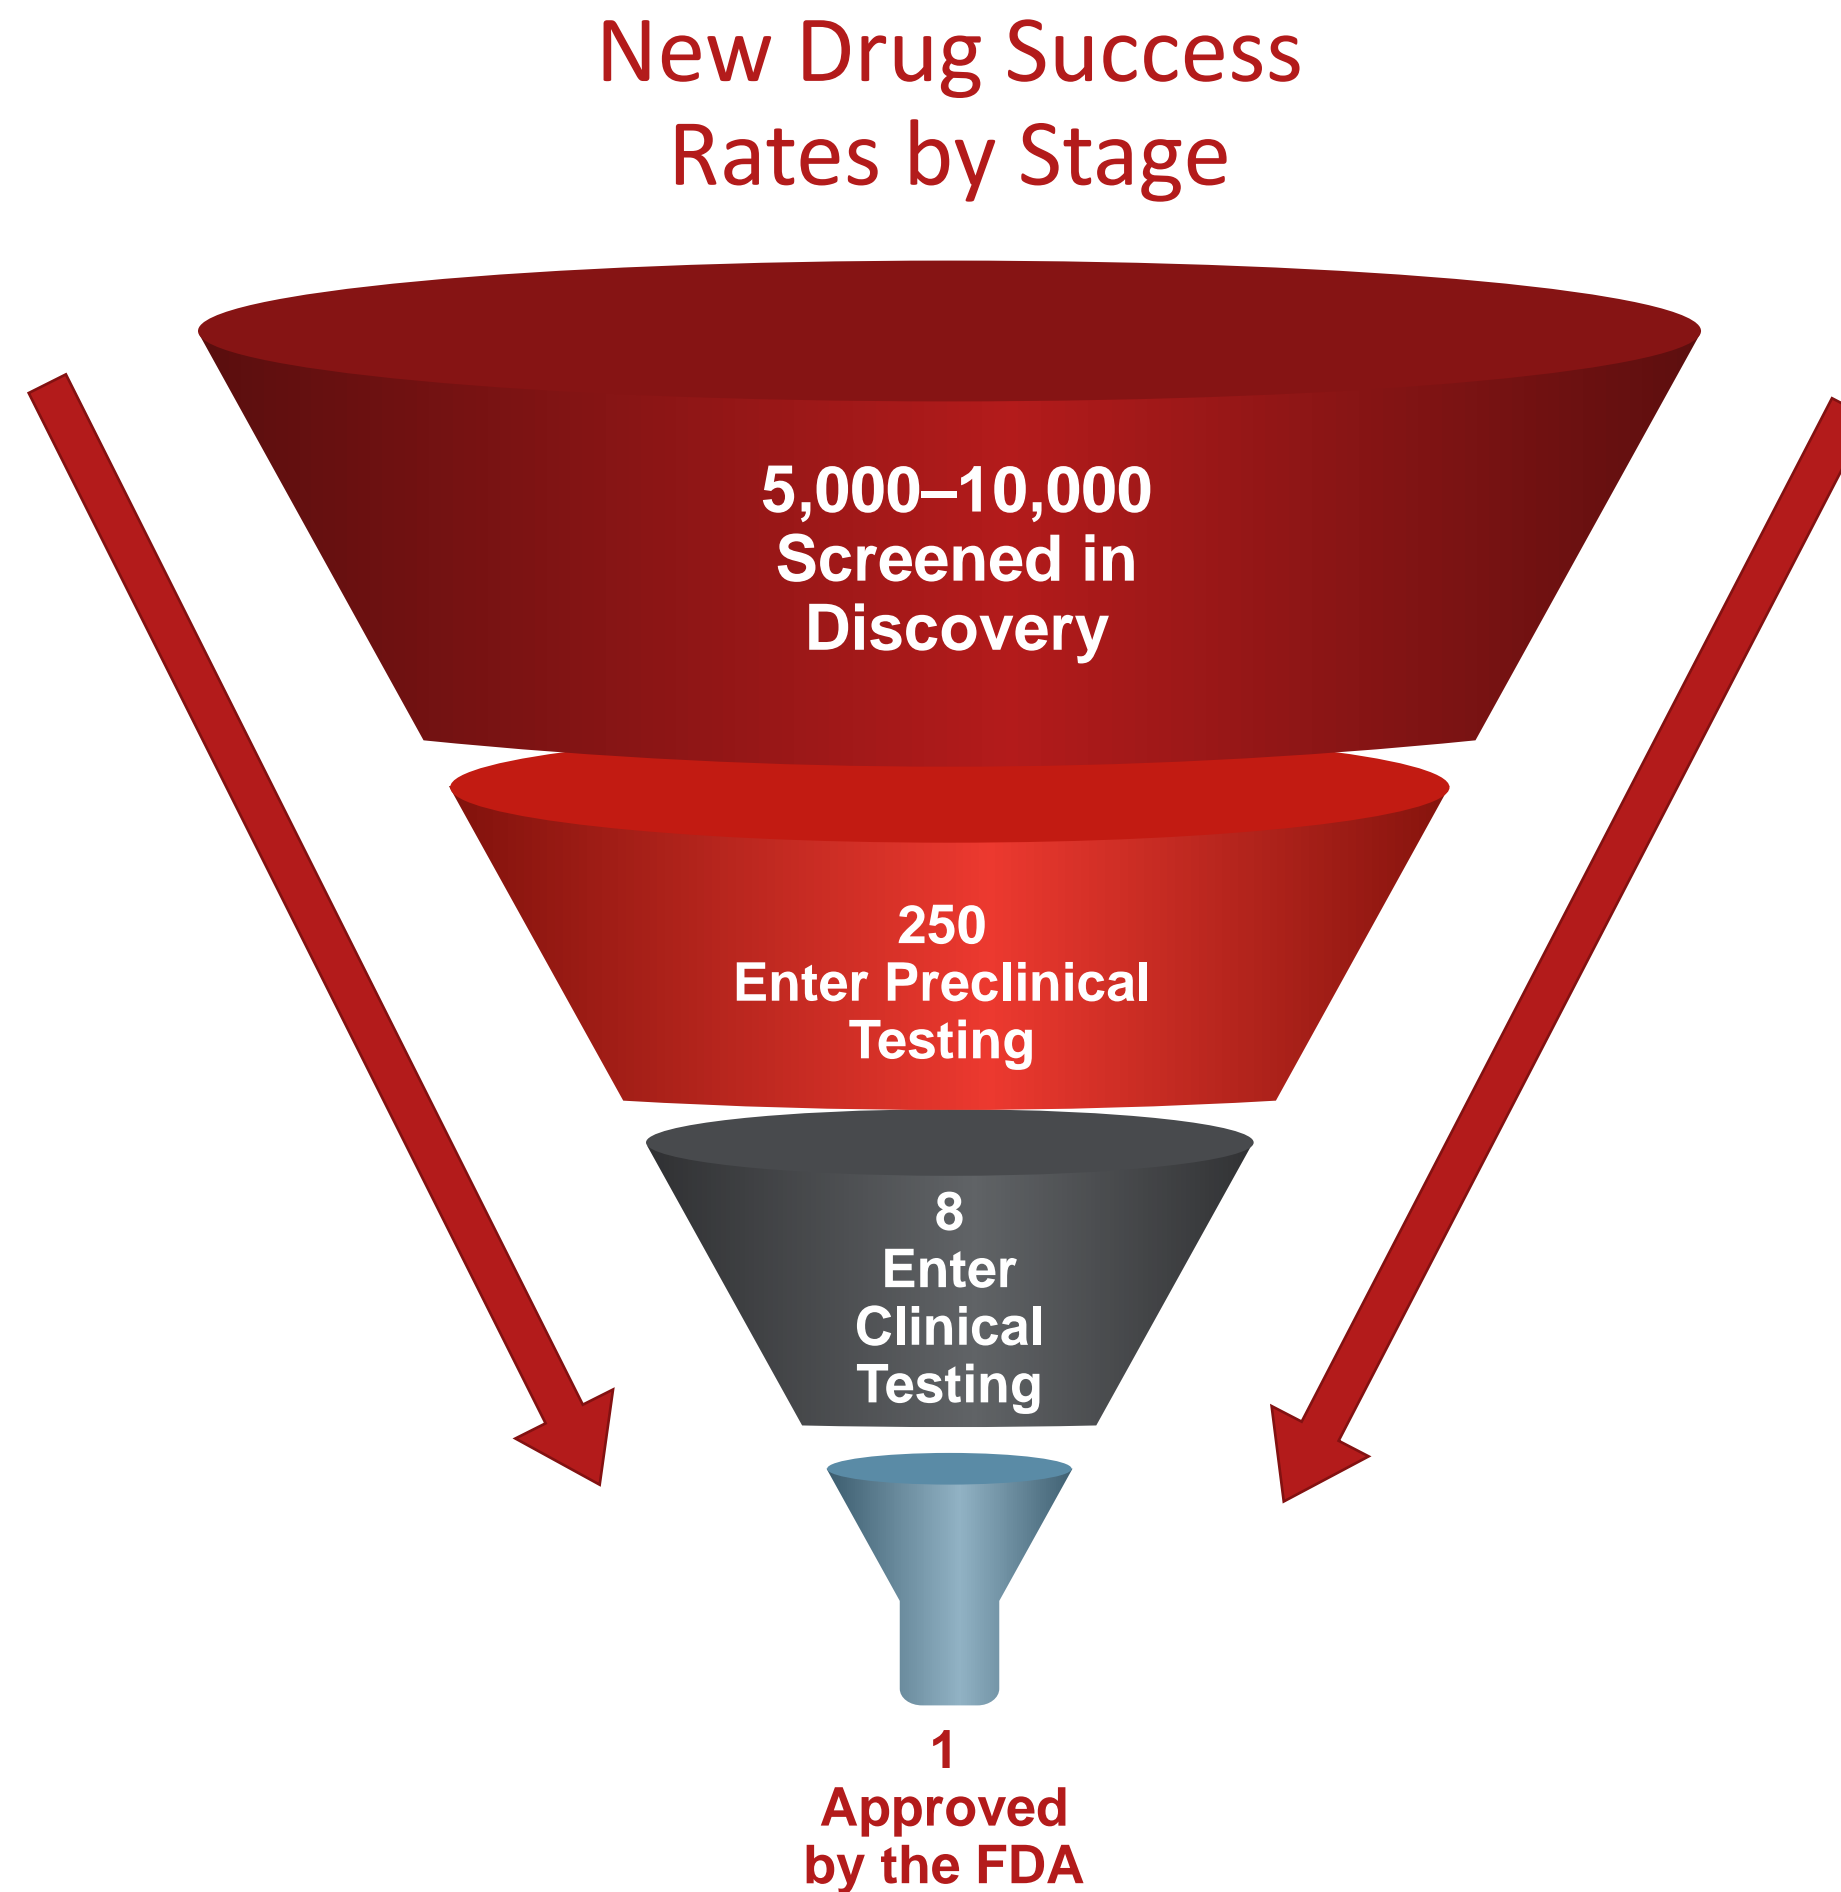 New Drug Success
Rates by Stage
5,000–10,000
Screened in
Discovery
250
Enter Preclinical
Testing
8
Enter
Clinical
Testing
1
Approved
by the FDA